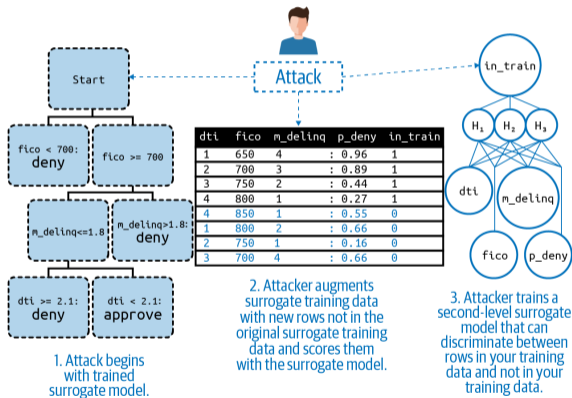 Attack
Start
fico < 700:
deny
fico >= 700
m_delinq<=1.8
m_delinq>1.8:
deny
dti >= 2.1:
deny
dti < 2.1:
approve
1. Attack begins
with trained
surrogate model.
dti fico m_delinq p_deny in_train
1 650 4 : 0.96 1
2 700 3 : 0.89 1
3 750 2 : 0.44 1
4 800 1 : 0.27 1
4 850 1 : 0.55 0
1 800 2 : 0.66 0
2 750 1 : 0.16 0
3 700 4 : 0.66 0
2. Attacker augments
surrogate training data
with new rows not in the
original surrogate training
data and scores them
with the surrogate model.
in_train
H₁ H₂ H₃
dti
m_delinq
fico
p_deny
3. Attacker trains a
second-level surrogate
model that can
discriminate between
rows in your training
data and not in your
training data.